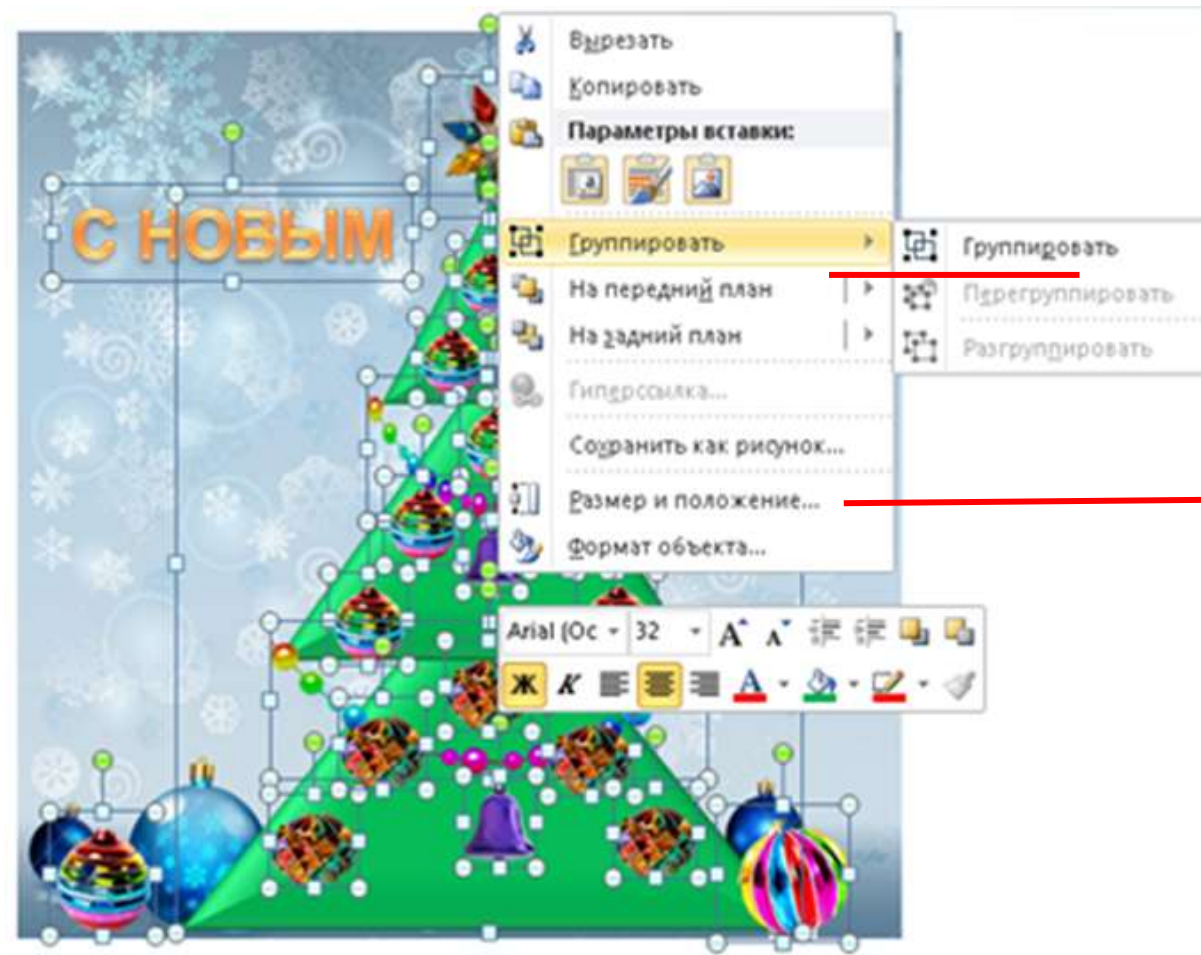 С НОВЫМ
Вырезать
Копировать
Параметры вставки:
Группировать
На передний план
На задний план
Гиперссылка...
Сохранить как рисунок...
Размер и положение...
Формат объекта...
Группировать
Перегруппировать
Разгруппировать
Arial (Ос 32 A A
Ж К A